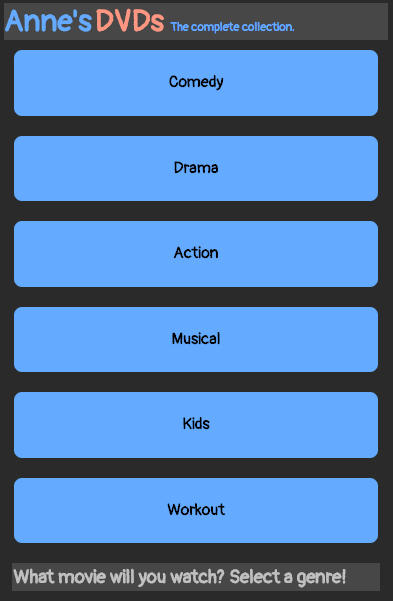 Anne's DVDs The complete collection.
Comedy
Drama
Action
Musical
Kids
Workout
What movie will you watch? Select a genre!